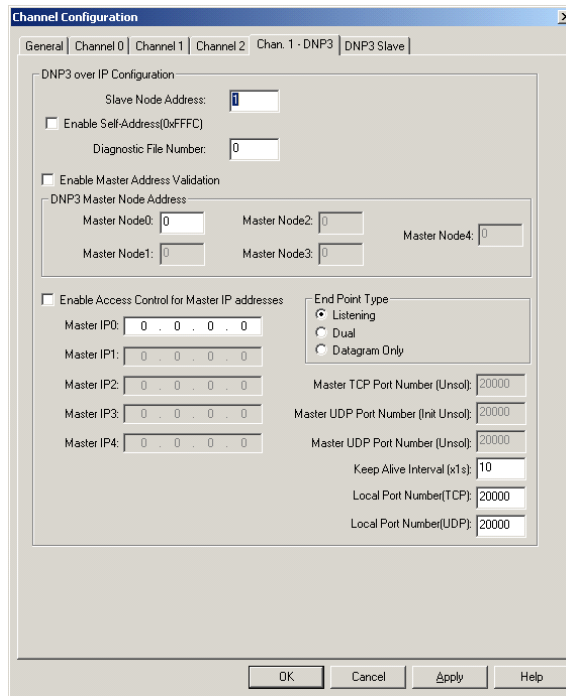 Channel Configuration
General Channel 0 Channel 1 Channel 2 Chan. 1 - DNP3 DNP3 Slave
DNP3 over IP Configuration
Slave Node Address: 1
Enable Self-Address(0xFFFC)
Diagnostic File Number: 0
Enable Master Address Validation
DNP3 Master Node Address
Master Node0: 0 Master Node2: 0
Master Node4: 0
Master Node1: 0 Master Node3: 0
Enable Access Control for Master IP addresses
Master IP0: 0 . 0 . 0 . 0
Master IP1: 0 . 0 . 0 . 0
Master IP2: 0 . 0 . 0 . 0
Master IP3: 0 . 0 . 0 . 0
Master IP4: 0 . 0 . 0 . 0
End Point Type
Listening
Dual
Datagram Only
Master TCP Port Number (Unsol): 20000
Master UDP Port Number (Init Unsol): 20000
Master UDP Port Number (Unsol): 20000
Keep Alive Interval (x1s): 10
Local Port Number(TCP): 20000
Local Port Number(UDP): 20000
OK Cancel Apply Help